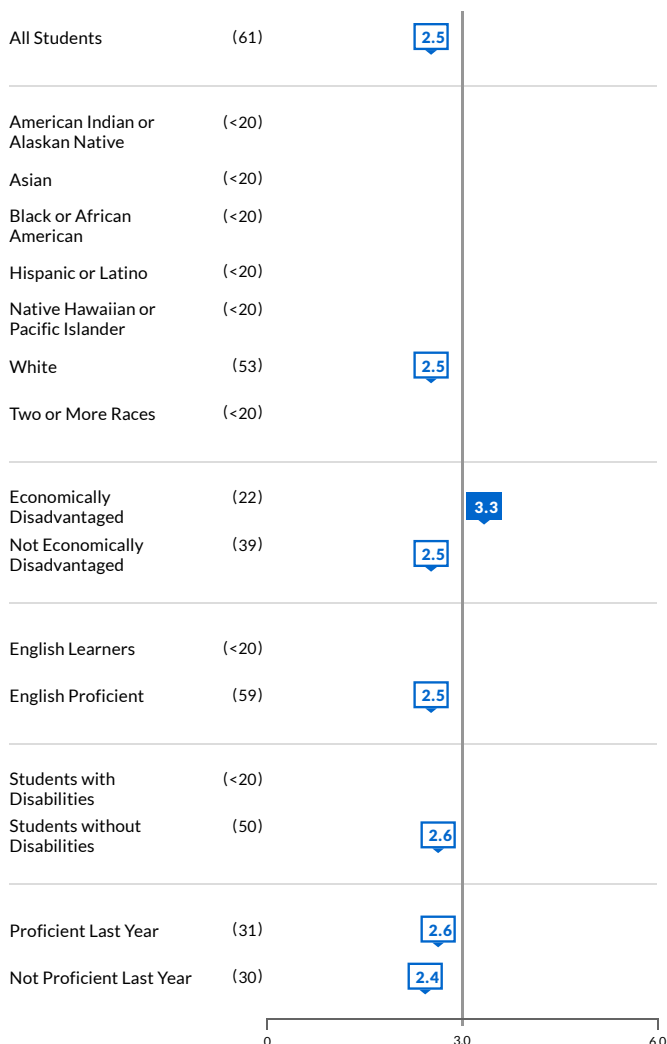 All Students (61) 2.5
American Indian or (<20)
Alaskan Native
Asian (<20)
Black or African (<20)
American
Hispanic or Latino (<20)
Native Hawaiian or (<20)
Pacific Islander
White (53) 2.5
Two or More Races (<20)
Economically (22) 3.3
Disadvantaged
Not Economically (39) 2.5
Disadvantaged
English Learners (<20)
English Proficient (59) 2.5
Students with (<20)
Disabilities
Students without (50) 2.6
Disabilities
Proficient Last Year (31) 2.6
Not Proficient Last Year (30) 2.4
0 3.0 6.0